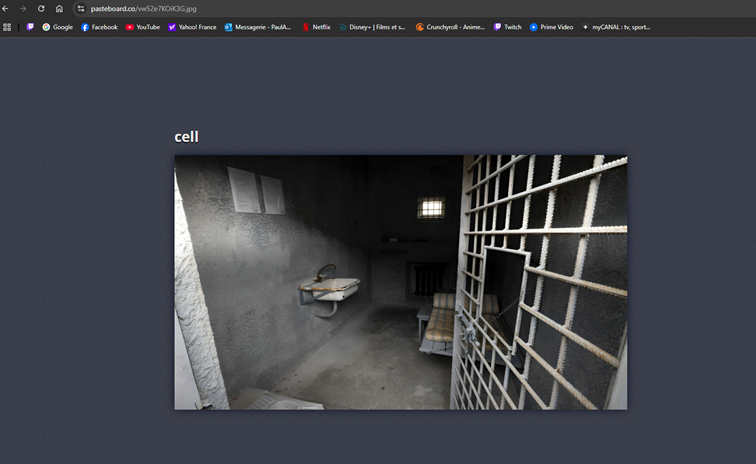 pasteboard.co/vw52e7KOiK3G.jpg
Google
Facebook
YouTube
Yahoo! France
Messagerie - PaulA...
Netflix
Disney+ | Films et s...
Crunchyroll - Anime...
Twitch
Prime Video
myCANAL : tv, sport...
cell